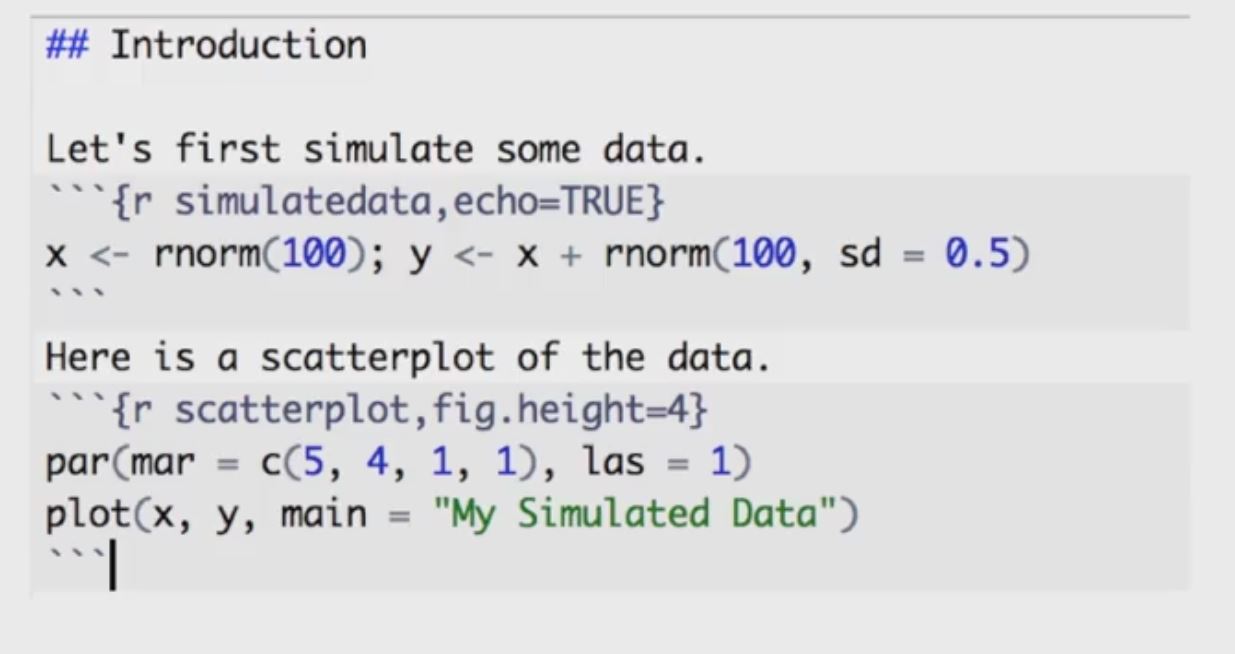 ## Introduction
Let's first simulate some data.
```{r simulatedata,echo=TRUE}
x <- rnorm(100); y <- x + rnorm(100, sd = 0.5)
```
Here is a scatterplot of the data.
```{r scatterplot,fig.height=4}
par(mar = c(5, 4, 1, 1), las = 1)
plot(x, y, main = "My Simulated Data")
```